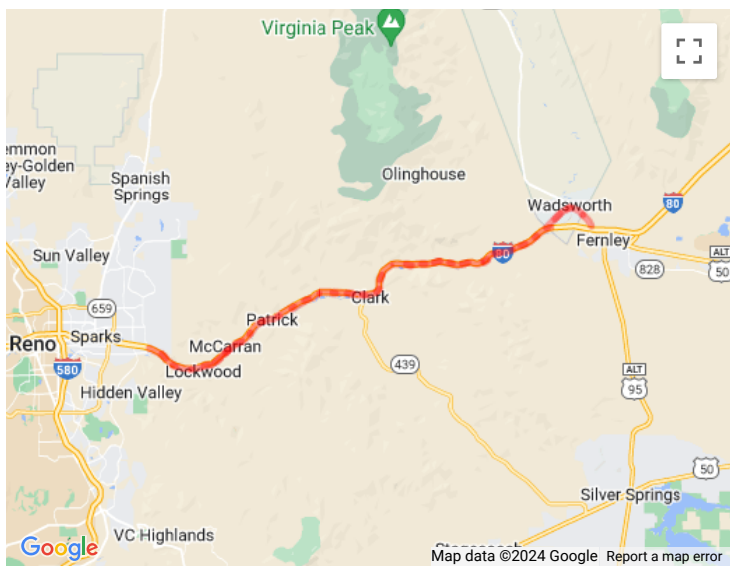 Virginia Peak
emmon
ey-Golden
Valley
Spanish
Springs
Olinghouse
Wadsworth
80
Sun Valley
80
Fernley
ALT
50
828
659
Clark
Patrick
Reno
Sparks
McCarran
580
Lockwood
439
ALT
95
Hidden Valley
50
Silver Springs
VC Highlands
Google
Map data ©2024 Google
Report a map error